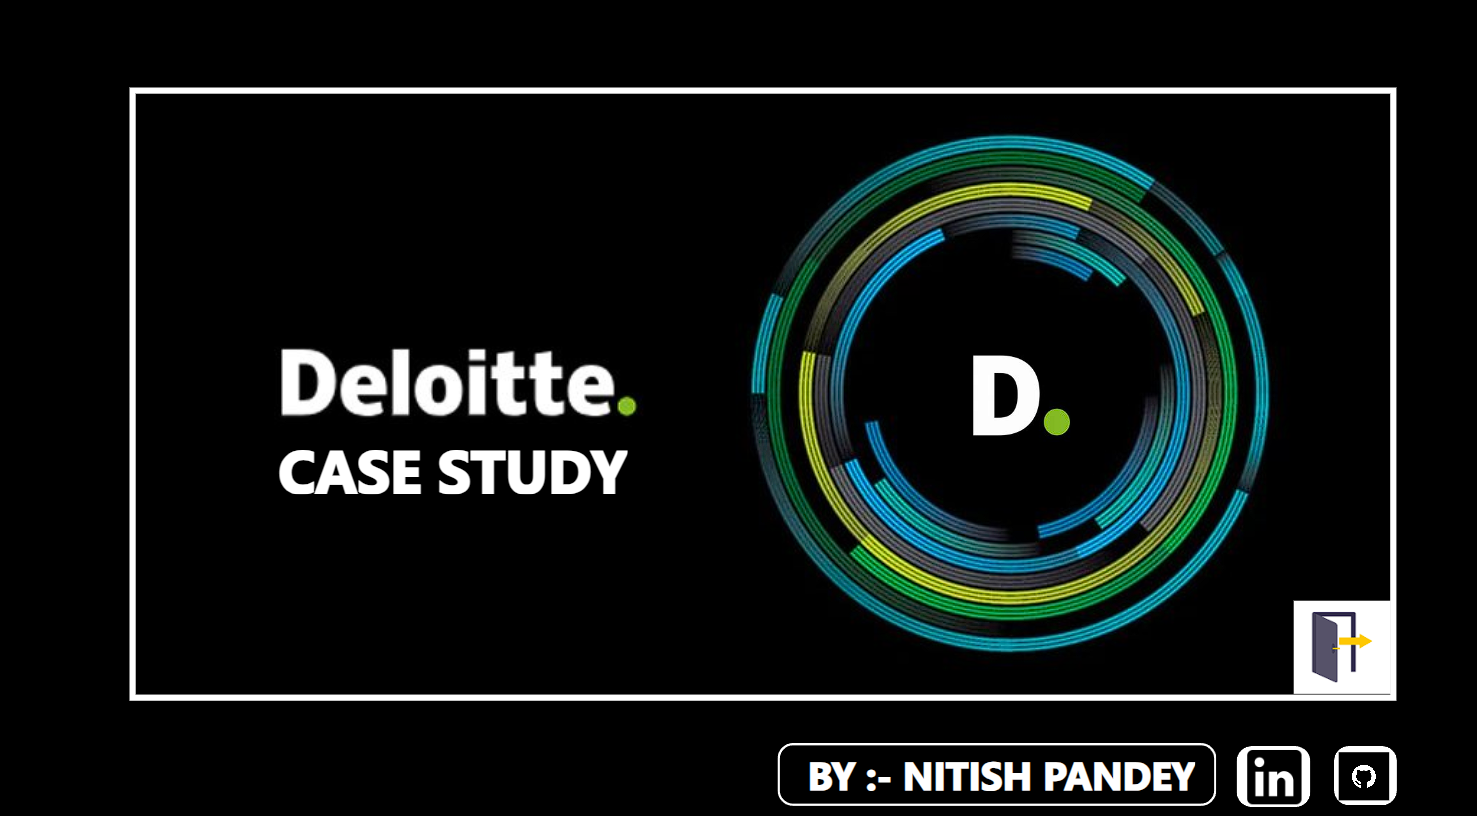 Deloitte.
CASE STUDY
D.
BY :- NITISH PANDEY
in